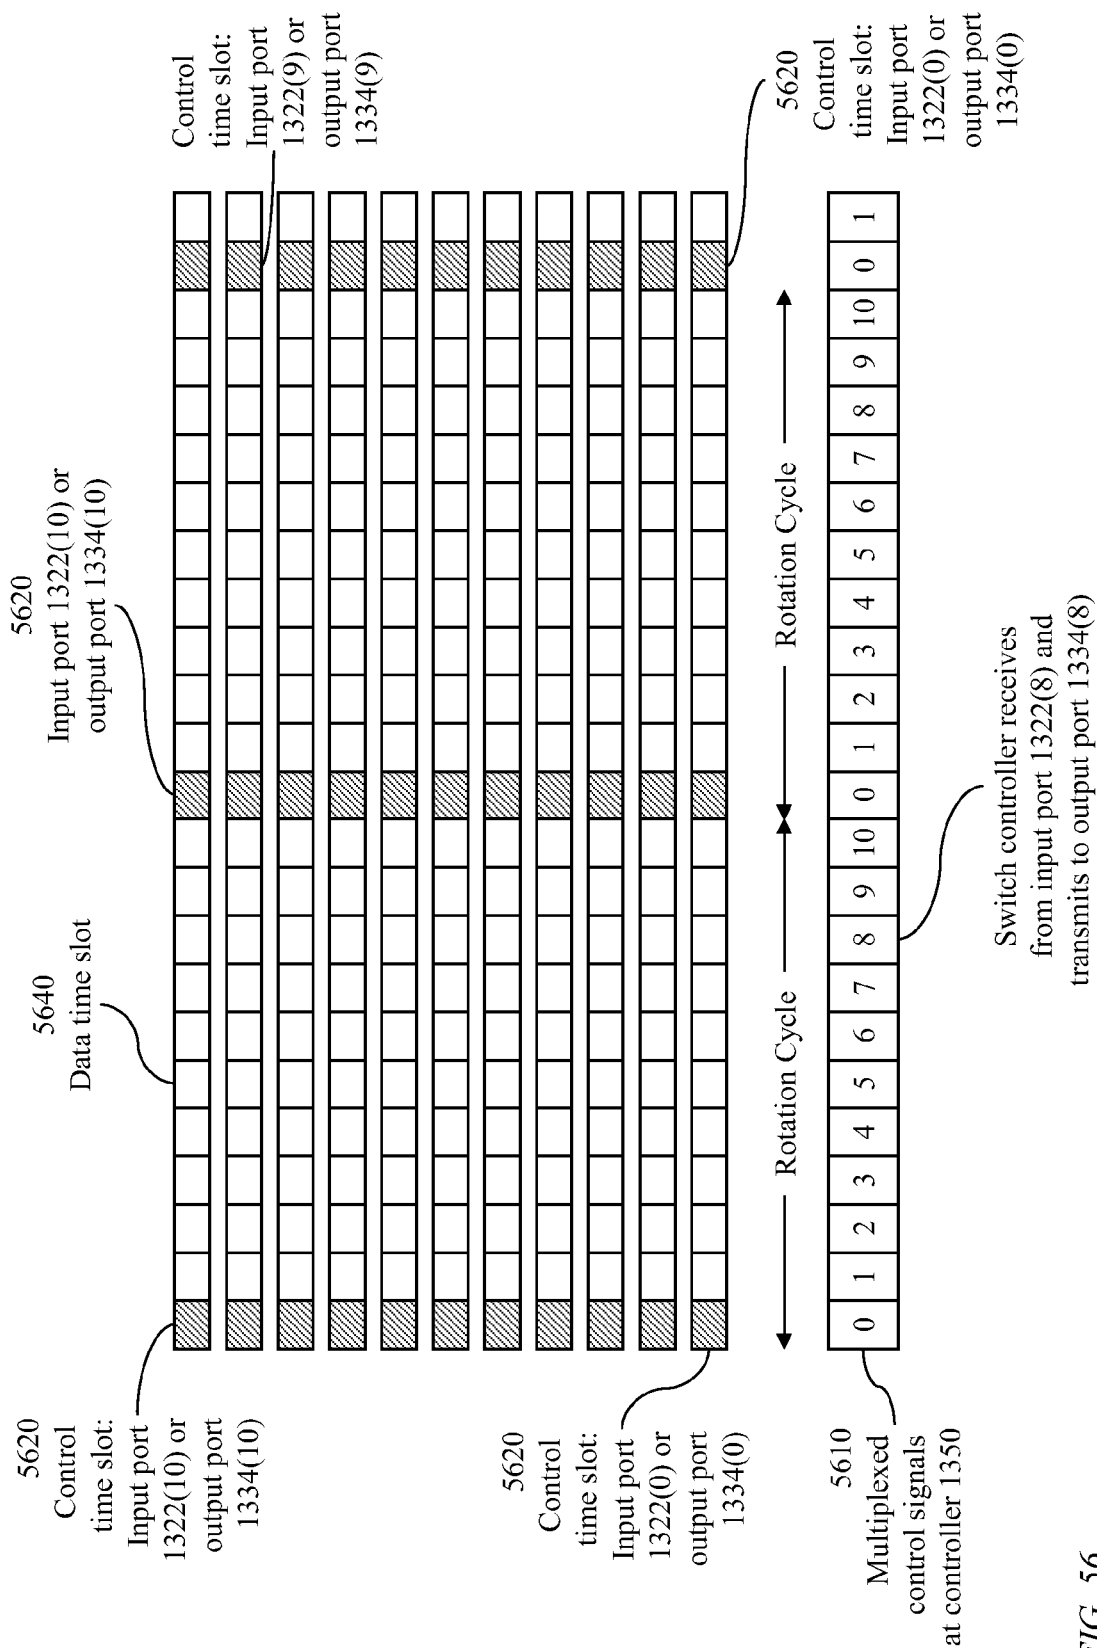 5640
Data time slot
5620
Input port 1322(10) or
output port 1334(10)
5620
Control
time slot:
Input port
1322(10) or
output port
1334(10)
Control
time slot:
Input port
1322(9) or
output port
1334(9)
5620
Control
time slot:
Input port
1322(0) or
output port
1334(0)
5620
Control
time slot:
Input port
1322(0) or
output port
1334(0)
Rotation Cycle
Rotation Cycle
5610
Multiplexed
control signals
at controller 1350
0 1 2 3 4 5 6 7 8 9 10 0 1 2 3 4 5 6 7 8 9 10 0 1
Switch controller receives
from input port 1322(8) and
transmits to output port 1334(8)
FIG. 56